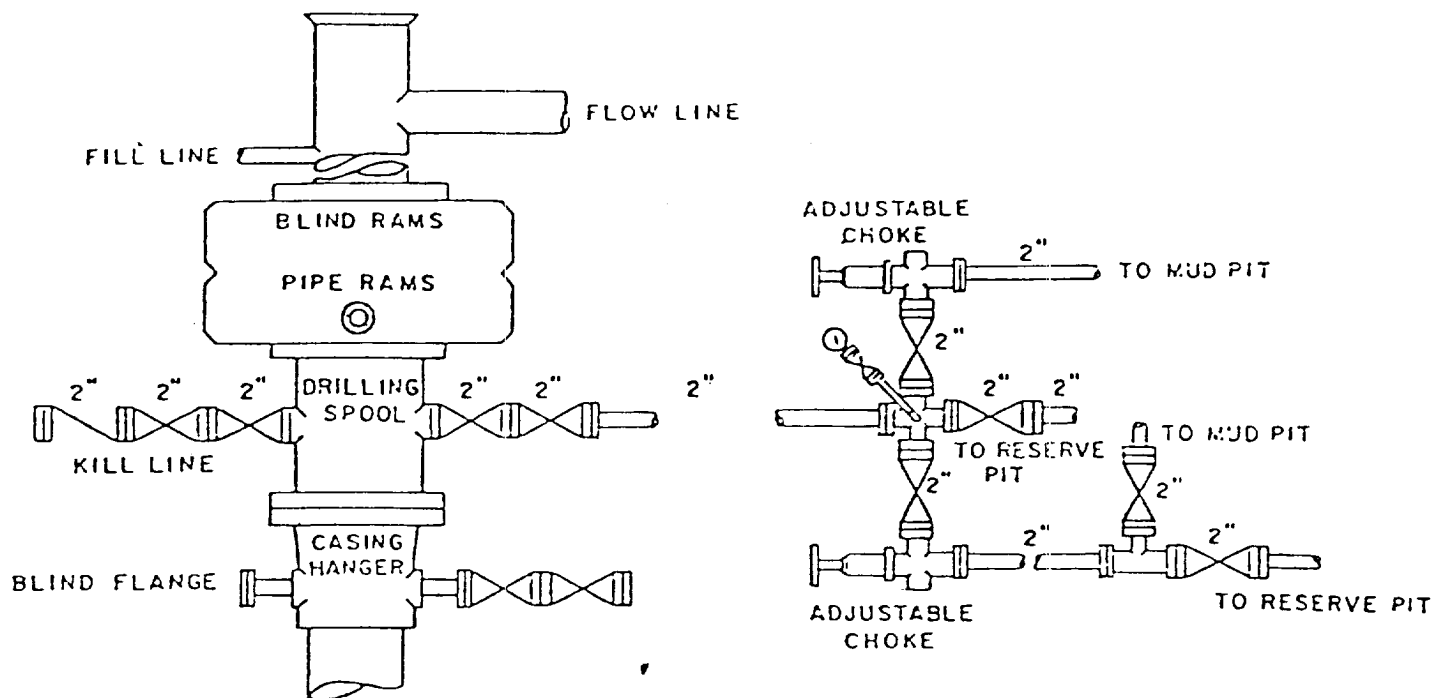 FLOW LINE
FILL LINE
BLIND RAMS
PIPE RAMS
2" 2" 2" DRILLING 2" 2" 2"
SPOOL
KILL LINE
CASING
HANGER
BLIND FLANGE
ADJUSTABLE
CHOKE
2"
TO MUD PIT
2"
2" 2"
TO RESERVE
PIT
TO MUD PIT
2"
2"
2"
2"
TO RESERVE PIT
ADJUSTABLE
CHOKE